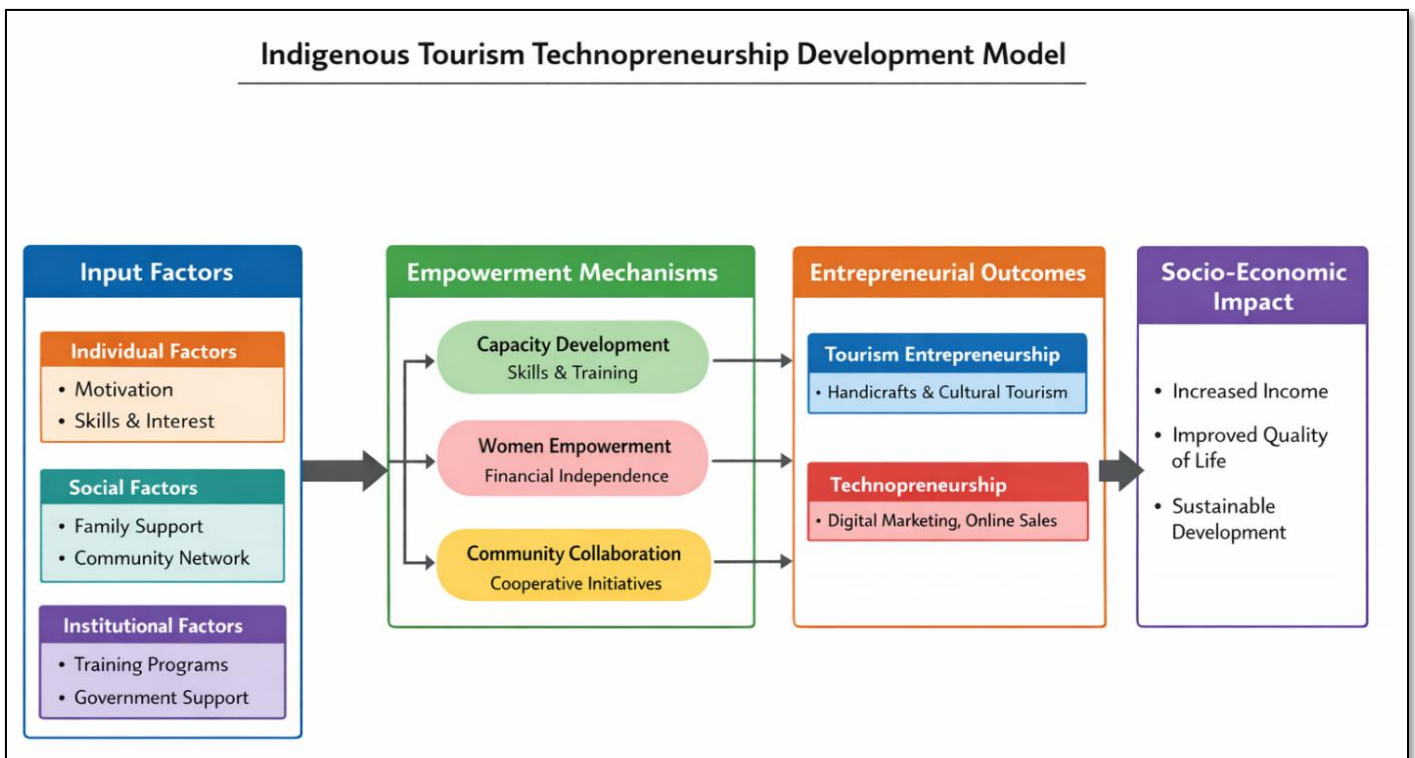 Indigenous Tourism Technopreneurship Development Model
Input Factors
Individual Factors
• Motivation
• Skills & Interest
Social Factors
• Family Support
• Community Network
Institutional Factors
• Training Programs
• Government Support
Empowerment Mechanisms
Capacity Development
Skills & Training
Women Empowerment
Financial Independence
Community Collaboration
Cooperative Initiatives
Entrepreneurial Outcomes
Tourism Entrepreneurship
• Handicrafts & Cultural Tourism
Technopreneurship
• Digital Marketing, Online Sales
Socio-Economic
Impact
• Increased Income
• Improved Quality
of Life
• Sustainable
Development